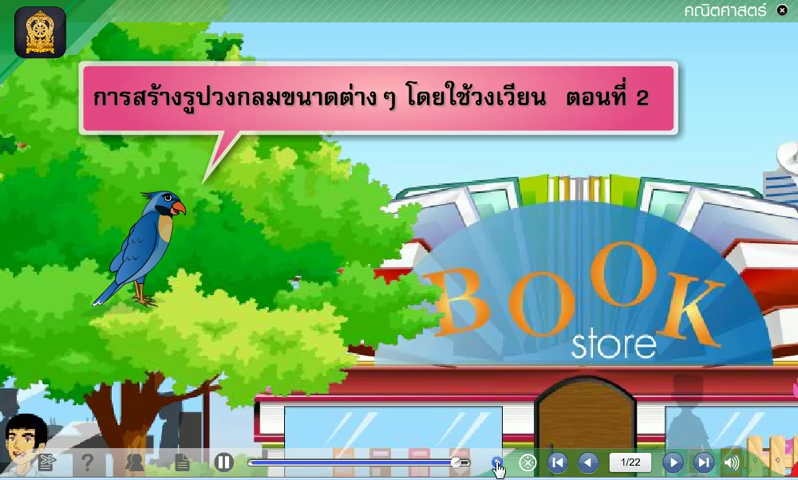 คณิตศาสตร์
การสร้างรูปวงกลมขนาดต่าง ๆ โดยใช้วงเวียน ตอนที่ 2
BOOK
store
1/22